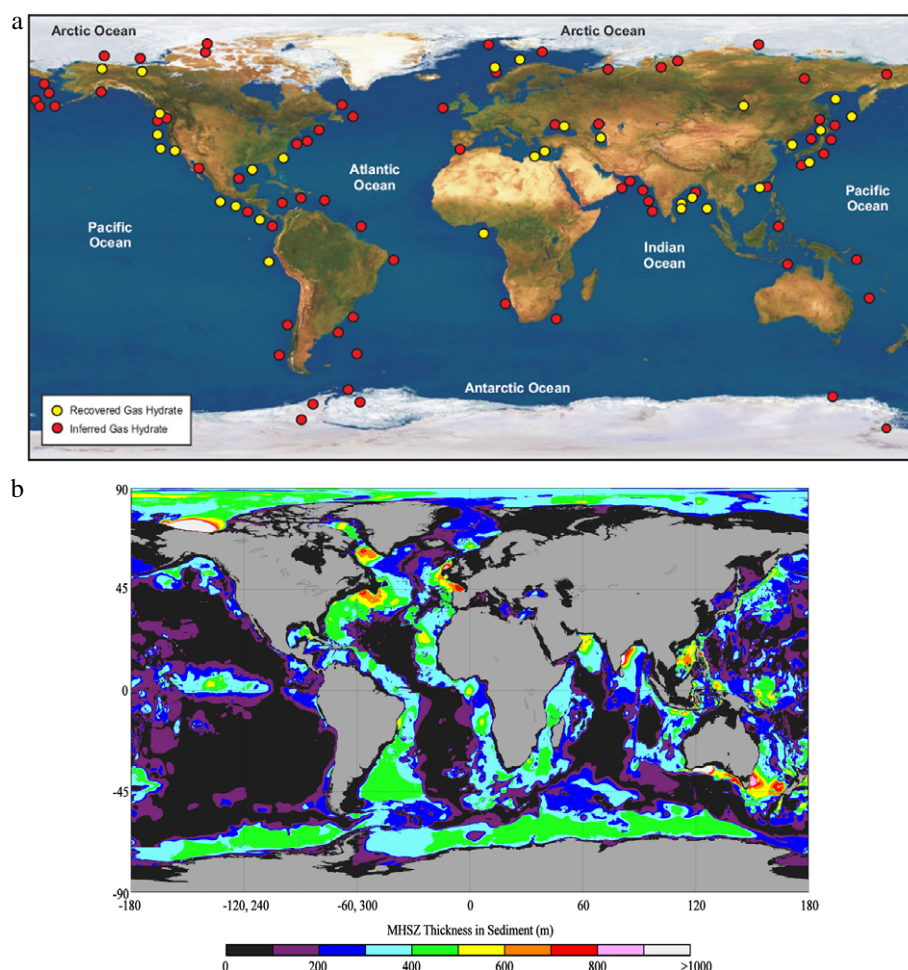 a
Arctic Ocean
Arctic Ocean
Atlantic
Ocean
Pacific
Ocean
Pacific
Ocean
Indian
Ocean
Antarctic Ocean
Recovered Gas Hydrate
Inferred Gas Hydrate
b
90
45
0
-45
-90
-180
-120, 240
-60, 300
0
60
120
180
MHSZ Thickness in Sediment (m)
0
200
400
600
800
>1000